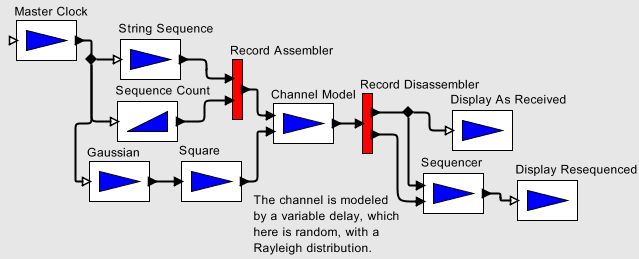 Master Clock
String Sequence
Record Assembler
Sequence Count
Channel Model
Record Disassembler
Display As Received
Gaussian
Square
Sequencer
Display Resequenced
The channel is modeled
by a variable delay, which
here is random, with a
Rayleigh distribution.